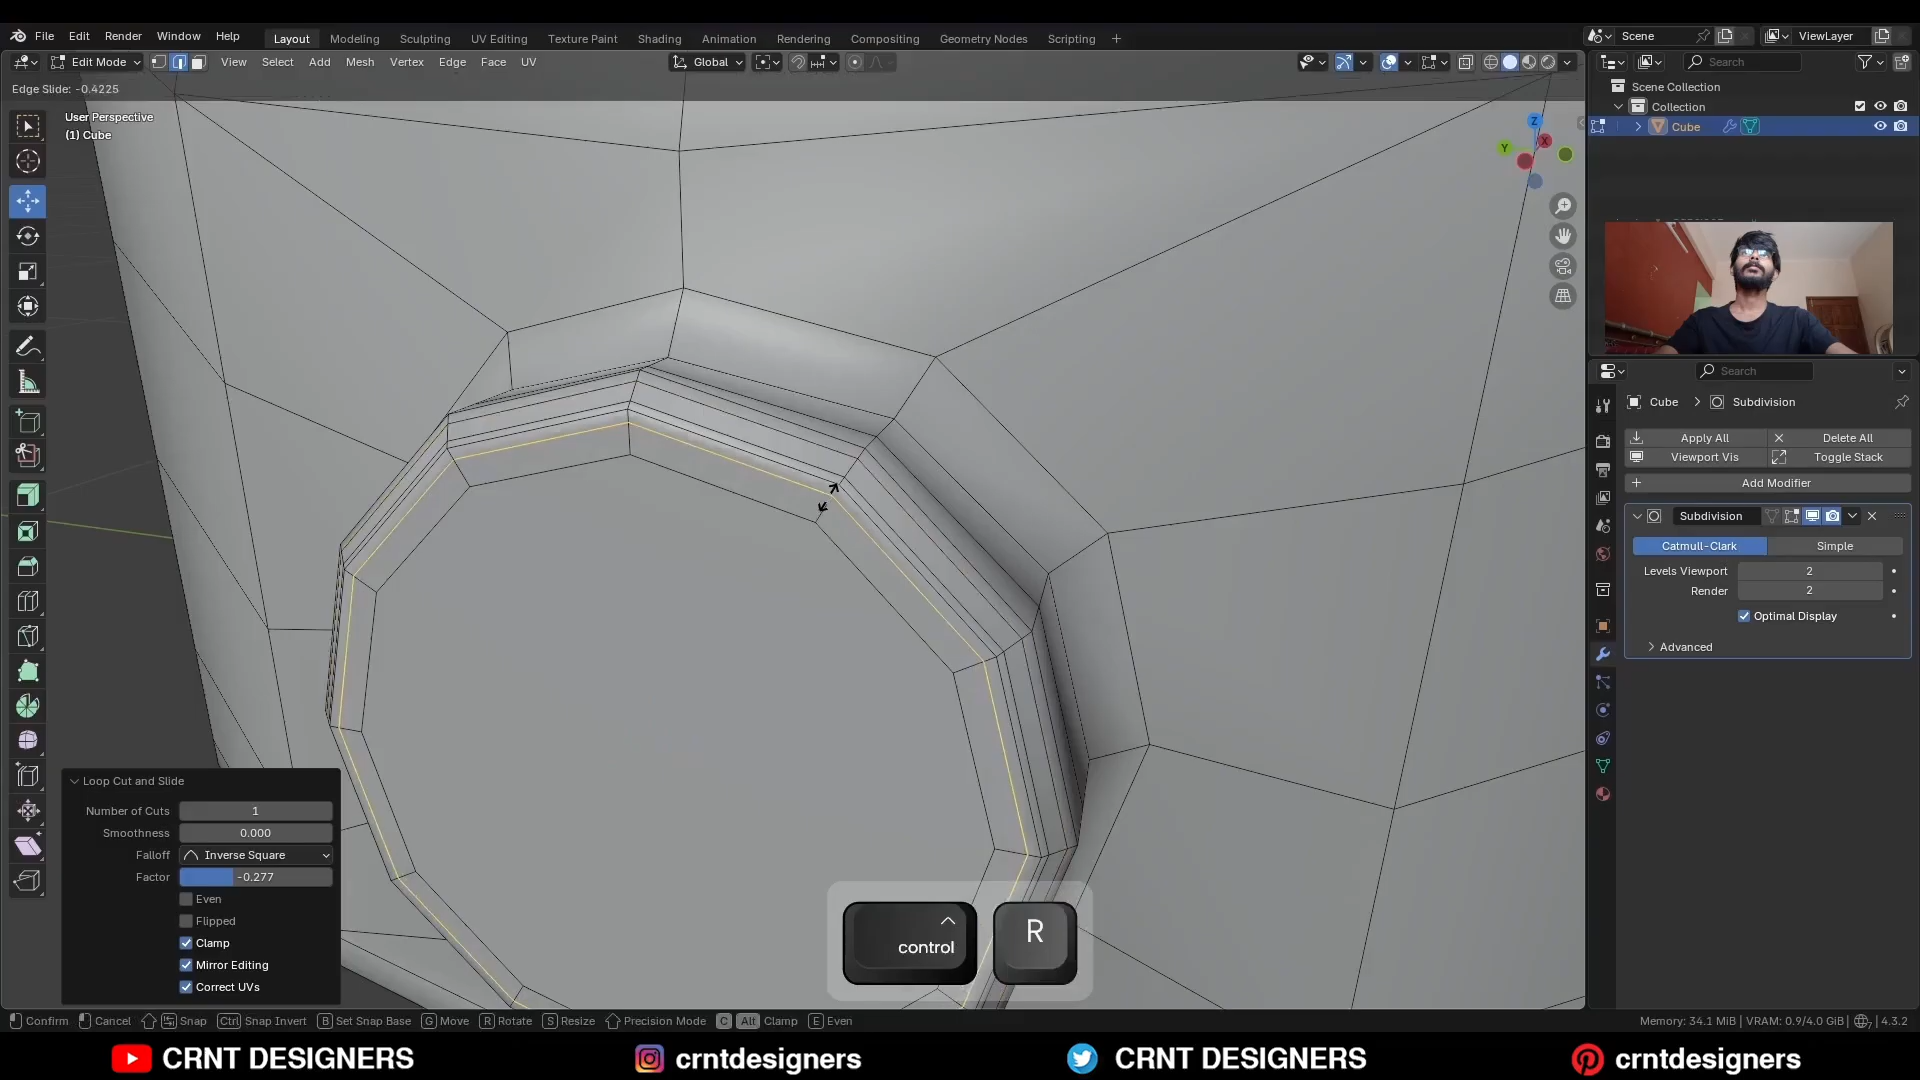 File Edit Render Window Help Layout Modeling Sculpting UV Editing Texture Paint Shading Animation Rendering Compositing Geometry Nodes Scripting Scene ViewLayer
Edit Mode View Select Add Mesh Vertex Edge Face UV Global Search
Edge Slide: -0.4225
User Perspective
(1) Cube
Z
X
Y
Scene Collection
Collection
Cube
Search
Cube > Subdivision
Apply All Delete All
Viewport Vis Toggle Stack
Add Modifier
Subdivision
Catmull-Clark Simple
Levels Viewport 2
Render 2
Optimal Display
Advanced
Loop Cut and Slide
Number of Cuts 1
Smoothness 0.000
Falloff Inverse Square
Factor -0.277
Even
Flipped
Clamp
Mirror Editing
Correct UVs
control R
Confirm Cancel Snap Ctrl Snap Invert B Set Snap Base G Move R Rotate S Resize Precision Mode C Alt Clamp E Even
Memory: 34.1 MiB | VRAM: 0.9/4.0 GiB | 7 | 4.3.2
CRNT DESIGNERS crntdesigners CRNT DESIGNERS crntdesigners